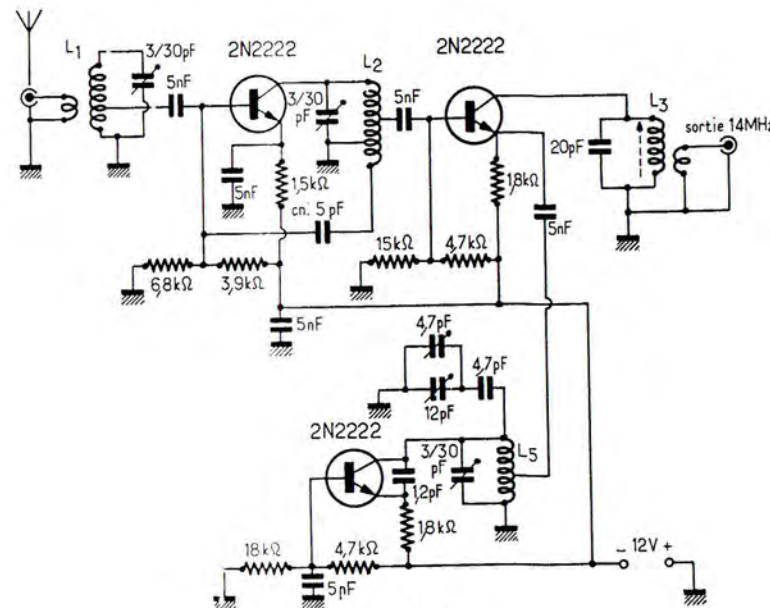 L1
3/30pF
5nF
2N2222
L2
3/30
pF
5nF
2N2222
L3
20pF
sortie 14MHz
5nF
1,5kΩ
cn: 5 pF
1,8kΩ
5nF
6,8kΩ
3,9kΩ
15kΩ
4,7kΩ
5nF
4,7pF
12pF
4,7pF
2N2222
3/30
pF
L5
1,2pF
1,8kΩ
18kΩ
4,7kΩ
5pF
– 12V +